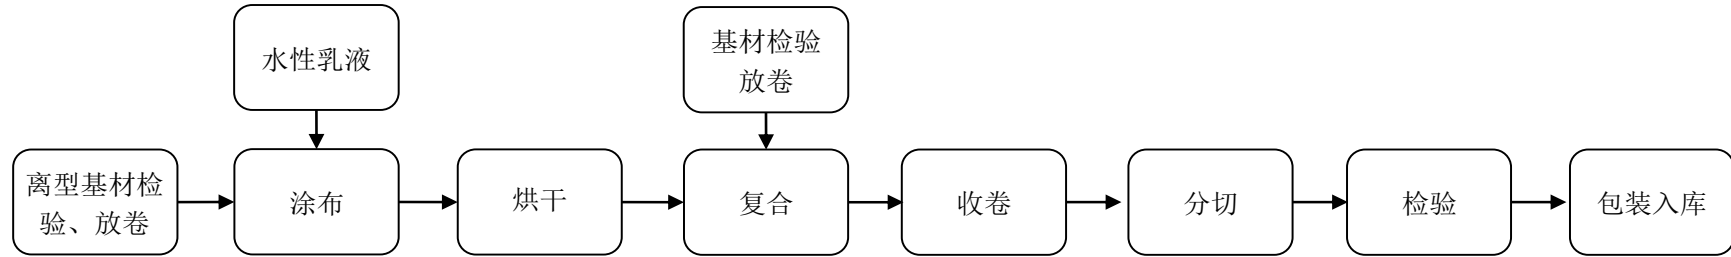 水性乳液
基材检验
放卷
离型基材检
验、放卷
涂布
烘干
复合
收卷
分切
检验
包装入库